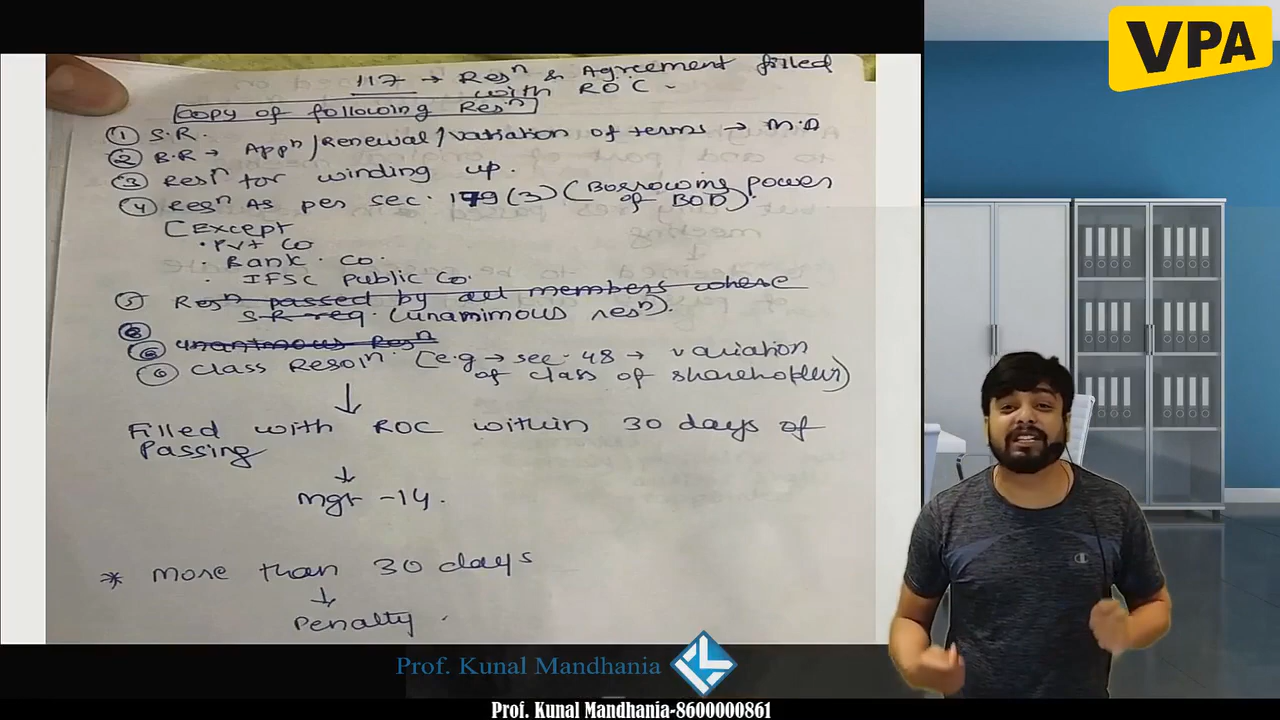 VPA
117 → Resⁿ & Agreement filled
with ROC -
Copy of following Resⁿ
① S.R.
② B.R → Appⁿ/Renewal/variation of terms → M.D
③ Resⁿ for winding up.
④ Resⁿ As per sec. 179 (3) (Borrowing power
of BOD).
(Except
• Pvt Co
• Bank. Co.
• IFSC Public Co.
⑤ Resⁿ passed by all members where
S.R req. (unanimous resⁿ).
⑧
⑥ unanimous Resⁿ
⑥ Class Resolⁿ. (e.g → sec. 48 → variation
of class of shareholders)
↓
Filled with ROC within 30 days of
Passing
↓
Mgt -14.
* More than 30 days
↓
Penalty.
Prof. Kunal Mandhania
Prof. Kunal Mandhania-8600000861